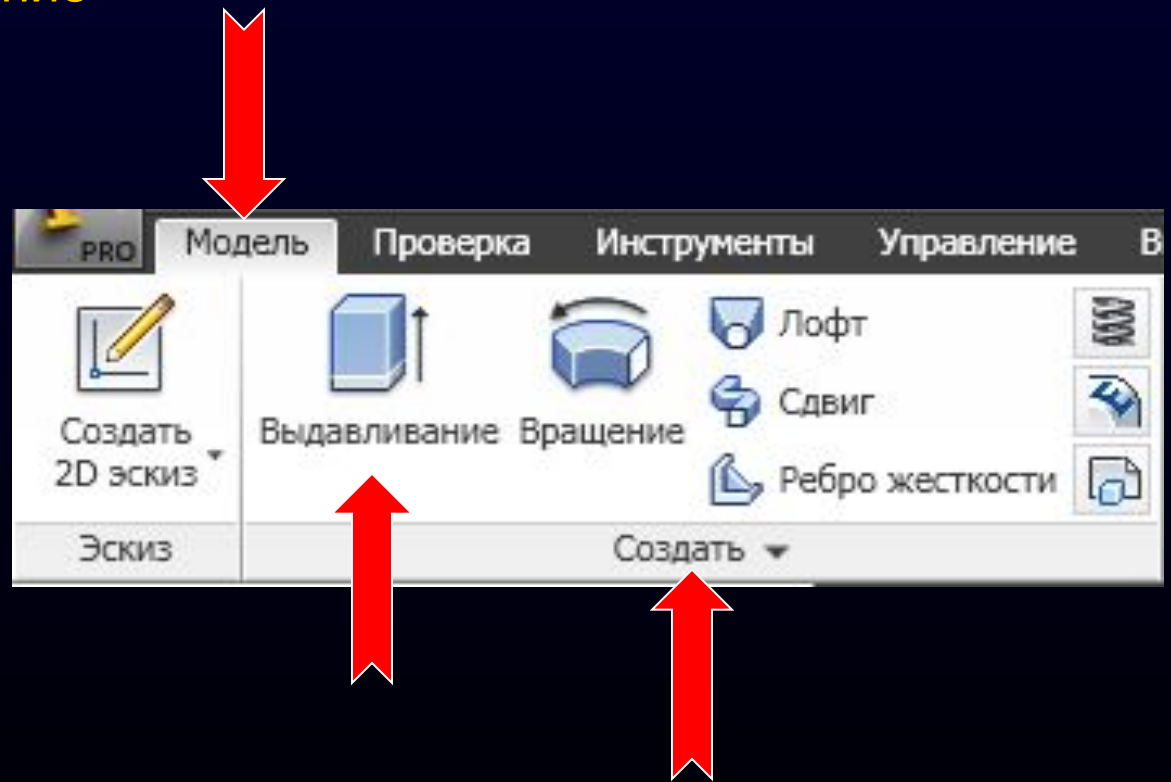 PRO Модель Проверка Инструменты Управление В
Лофт
Сдвиг
Создать Выдавливание Вращение
2D эскиз Ребро жесткости
Эскиз Создать